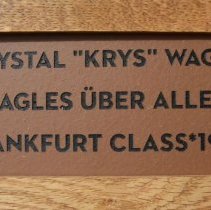 YSTAL "KRYS" WAG
AGLES ÜBER ALLE
ANKFURT CLASS*19